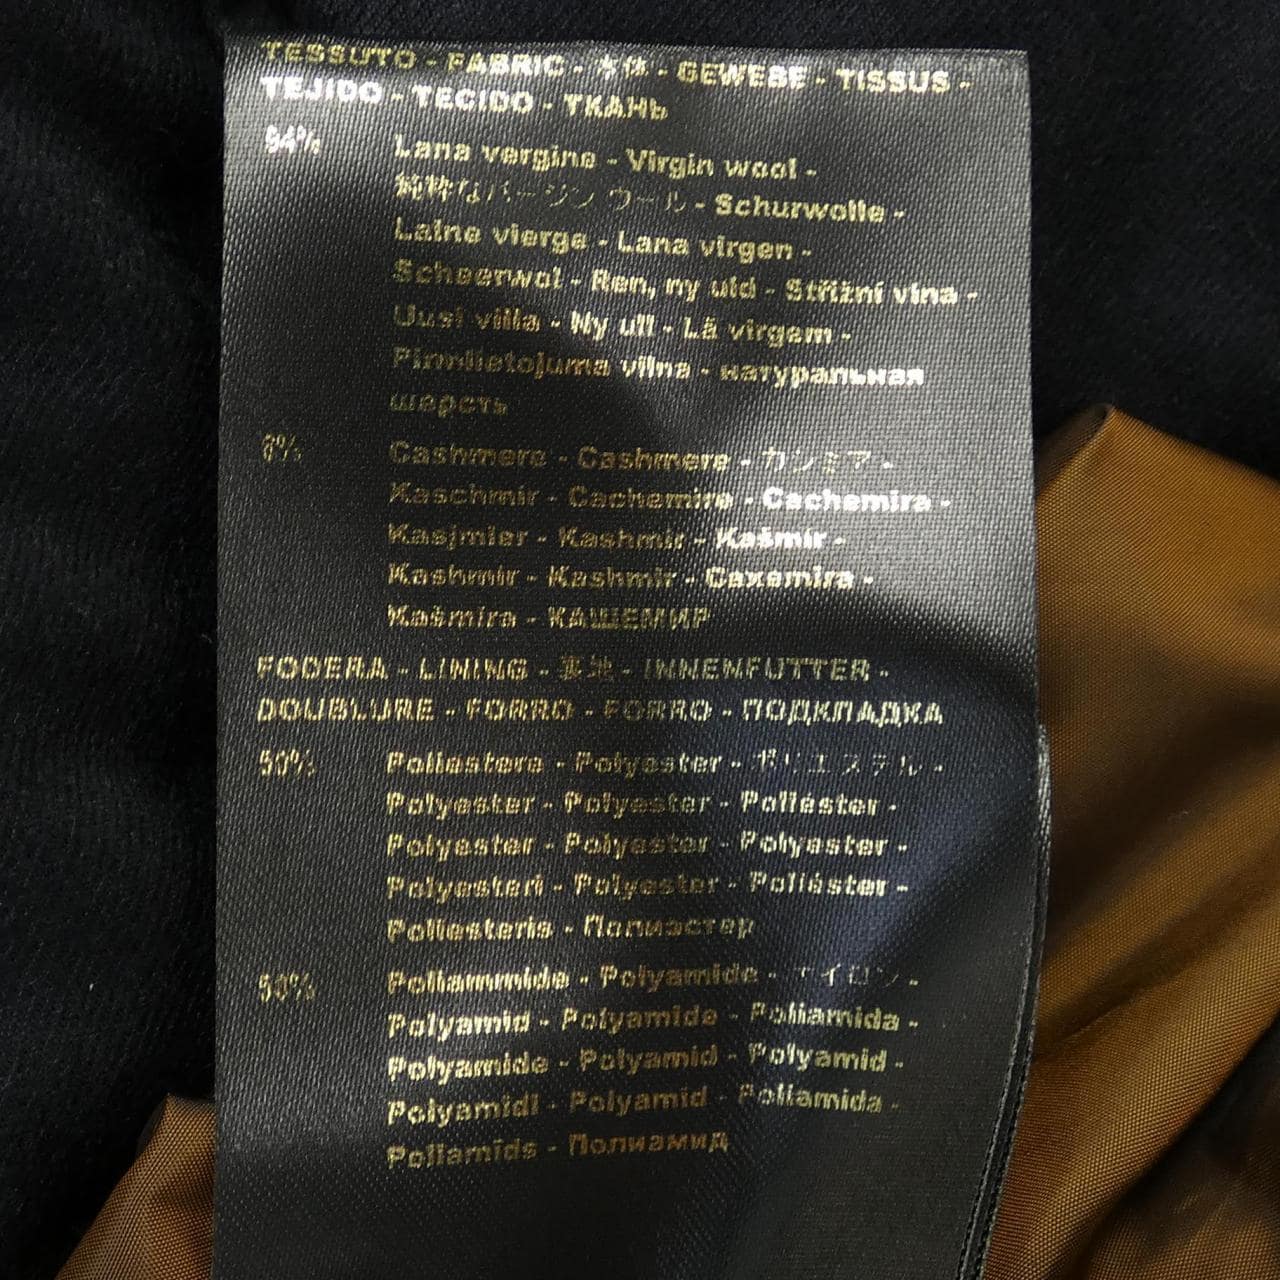 TESSUTO - FABRIC - 本体 - GEWEBE - TISSUS -
TEJIDO - TECIDO - ТКАНЬ
94% Lana vergine - Virgin wool -
純粋なバージン ウール - Schurwolle -
Laine vierge - Lana virgen -
Scheerwol - Ren, ny uld - Střižní vlna -
Uusi villa - Ny ull - Lã virgem -
Pirmlietojuma vilna - натуральная
шерсть
6% Cashmere - Cashmere - カシミア -
Kaschmir - Cachemire - Cachemira -
Kasjmier - Kashmir - Kašmír -
Kashmir - Kashmir - Caxemira -
Kašmira - КАШЕМИР
FODERA - LINING - 裏地 - INNENFUTTER -
DOUBLURE - FORRO - FORRO - ПОДКЛАДКА
50% Poliestere - Polyester - ポリエステル -
Polyester - Polyester - Poliéster -
Polyester - Polyester - Polyester -
Polyesteri - Polyester - Poliéster -
Poliesteris - Полиэстер
50% Poliammide - Polyamide - ナイロン -
Polyamid - Polyamide - Poliamida -
Polyamide - Polyamid - Polyamid -
Polyamidi - Polyamid - Poliamida -
Poliamids - Полиамид